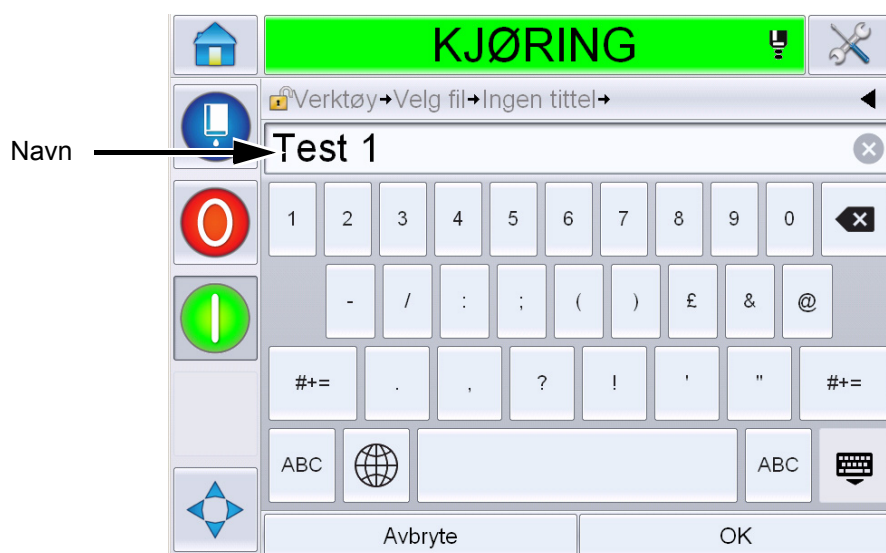 KJØRING
Verktøy→Velg fil→Ingen tittel→
Navn
Test 1
1 2 3 4 5 6 7 8 9 0
- / : ; ( ) £ & @
#+= . , ? ! ' " #+=
ABC ABC
Avbryte OK